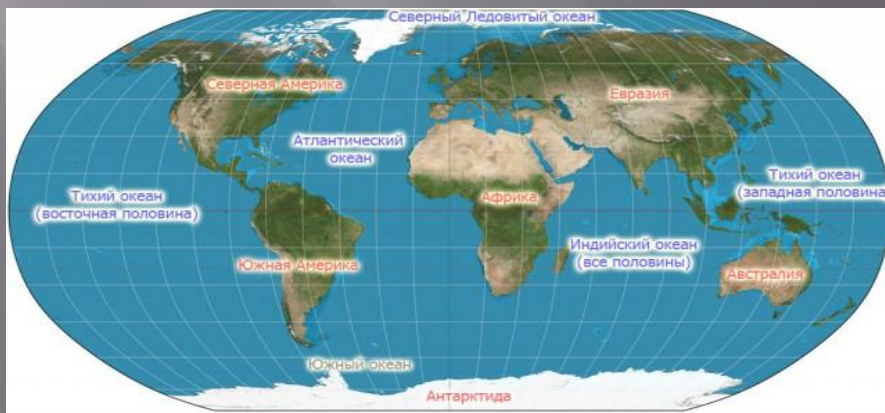 Северный Ледовитый океан
Северная Америка
Евразия
Атлантический
океан
Тихий океан
(восточная половина)
Африка
Тихий океан
(западная половина)
Южная Америка
Индийский океан
(все половины)
Австралия
Южный океан
Антарктида